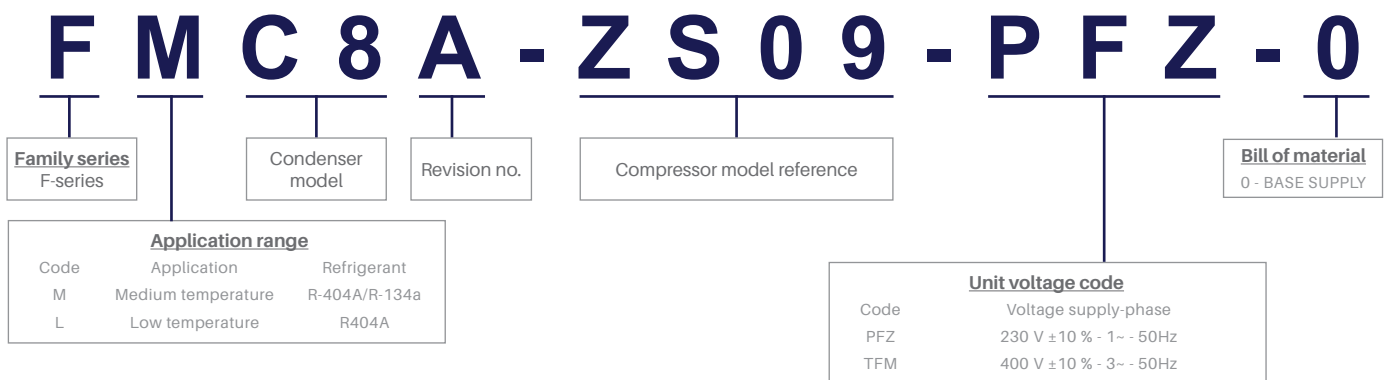 F M C 8 A - Z S 0 9 - P F Z - 0
Family series
F-series
Condenser
model
Revision no.
Compressor model reference
Bill of material
0 - BASE SUPPLY
Application range
Code Application Refrigerant
M Medium temperature R-404A/R-134a
L Low temperature R404A
Unit voltage code
Code Voltage supply-phase
PFZ 230 V ±10 % - 1~ - 50Hz
TFM 400 V ±10 % - 3~ - 50Hz